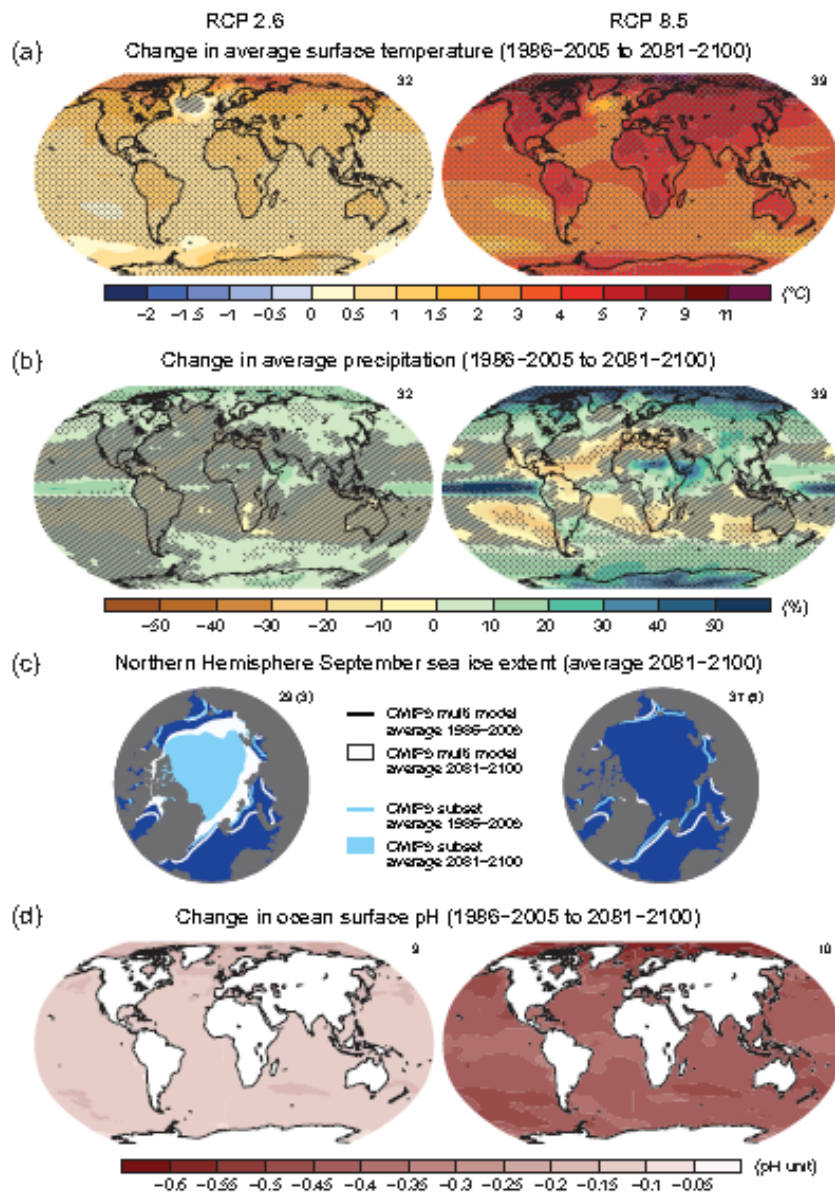 RCP 2.6 RCP 8.5
(a) Change in average surface temperature (1986–2005 to 2081–2100)
32 39
−2 −1.5 −1 −0.5 0 0.5 1 1.5 2 3 4 5 7 9 11 (°C)
(b) Change in average precipitation (1986–2005 to 2081–2100)
32 39
−50 −40 −30 −20 −10 0 10 20 30 40 50 (%)
(c) Northern Hemisphere September sea ice extent (average 2081–2100)
29 (3) 37 (5)
CMIP5 multi model
average 1986–2005
CMIP5 multi model
average 2081–2100
CMIP5 subset
average 1986–2005
CMIP5 subset
average 2081–2100
(d) Change in ocean surface pH (1986–2005 to 2081–2100)
9 10
−0.6 −0.55 −0.5 −0.45 −0.4 −0.35 −0.3 −0.25 −0.2 −0.15 −0.1 −0.05 (pH unit)